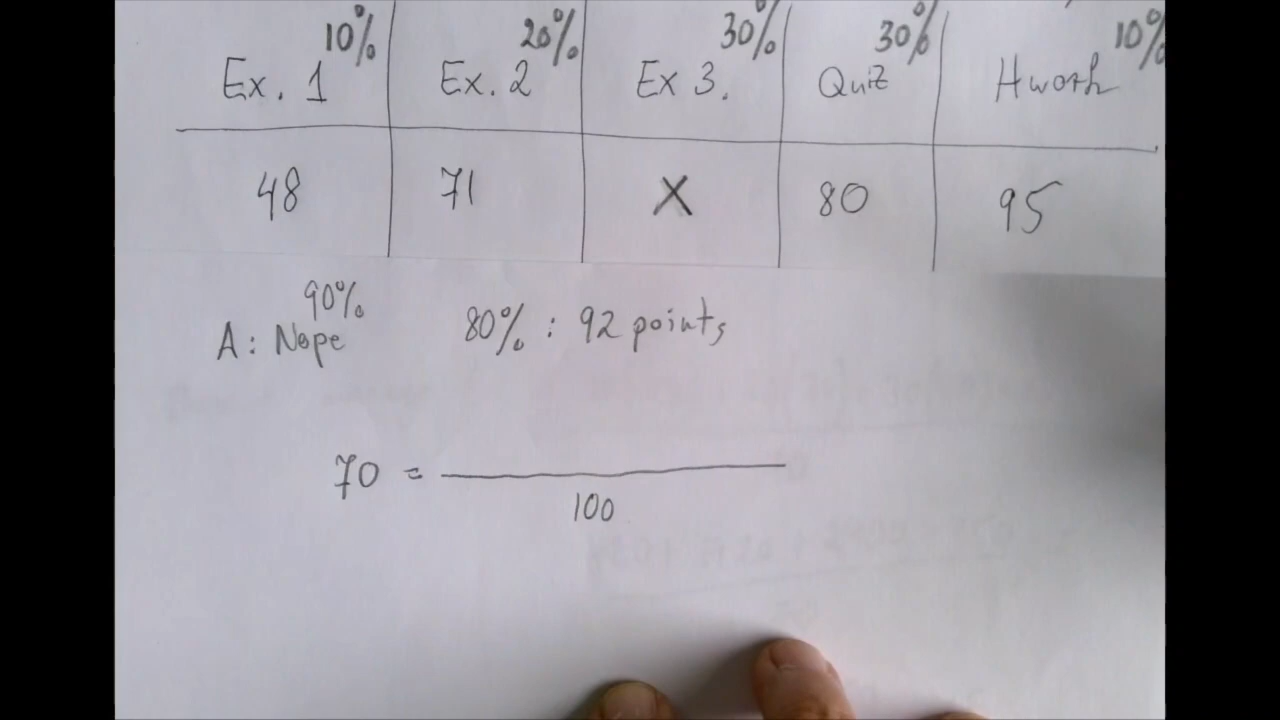 10% 20% 30% 30% 10%
Ex. 1 Ex. 2 Ex 3. Quiz Hwork
48 71 X 80 95
90%
A: Nope 80% : 92 points
70 =
100